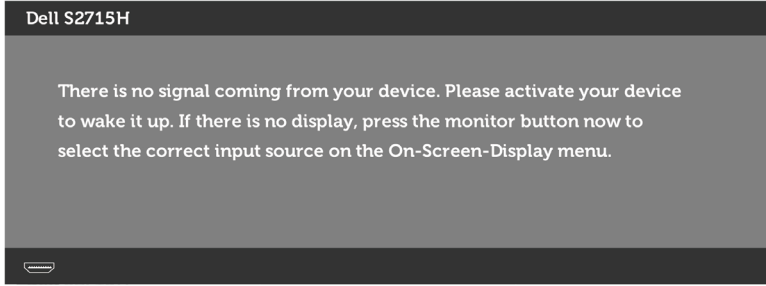 Dell S2715H
There is no signal coming from your device. Please activate your device
to wake it up. If there is no display, press the monitor button now to
select the correct input source on the On-Screen-Display menu.